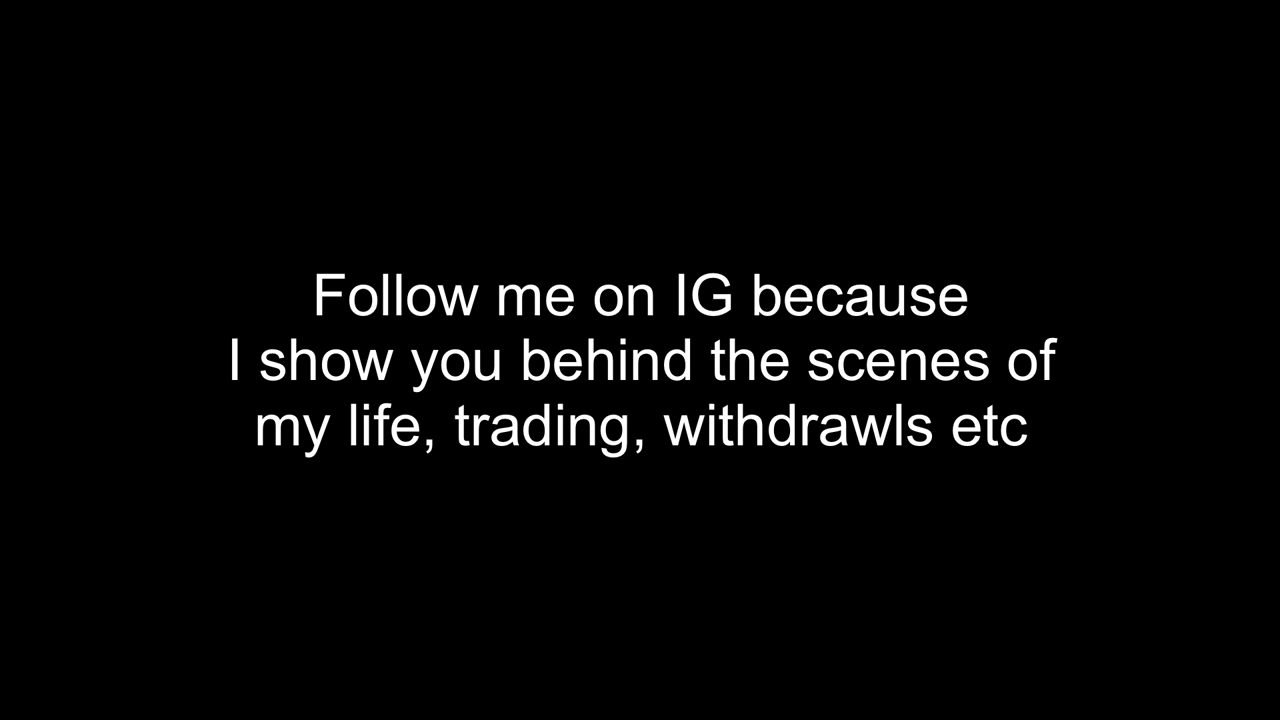 Follow me on IG because
I show you behind the scenes of
my life, trading, withdrawls etc